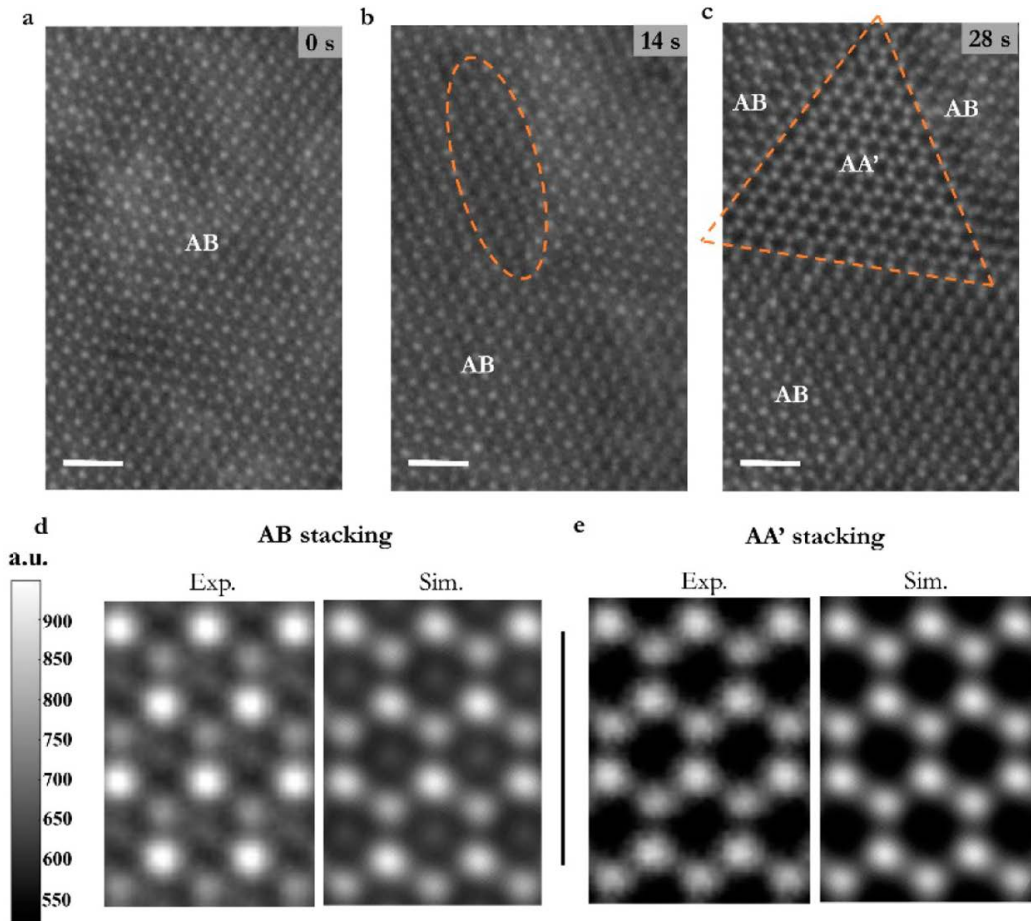 a
0 s
AB
b
14 s
AB
c
28 s
AB
AB
AA’
AB
d
AB stacking
a.u.
Exp.
Sim.
900
850
800
750
700
650
600
550
e
AA’ stacking
Exp.
Sim.